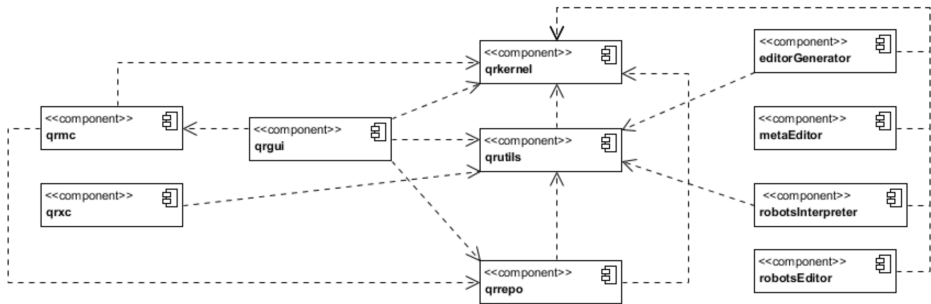 <<component>>
qrkernel
<<component>>
editorGenerator
<<component>>
qrmc
<<component>>
qrgui
<<component>>
qrutils
<<component>>
metaEditor
<<component>>
qrxc
<<component>>
robotsInterpreter
<<component>>
qrrepo
<<component>>
robotsEditor